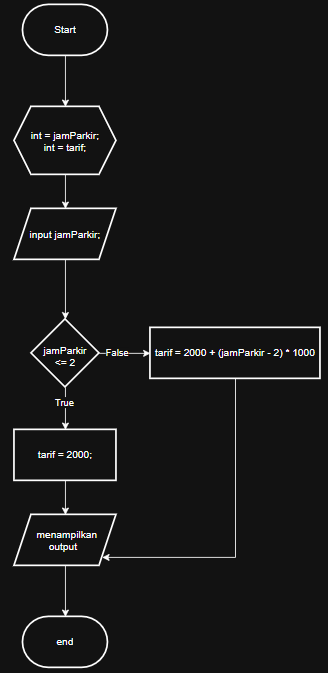 Start
int = jamParkir;
int = tarif;
input jamParkir;
jamParkir
<= 2
False
tarif = 2000 + (jamParkir - 2) * 1000
True
tarif = 2000;
menampilkan
output
end